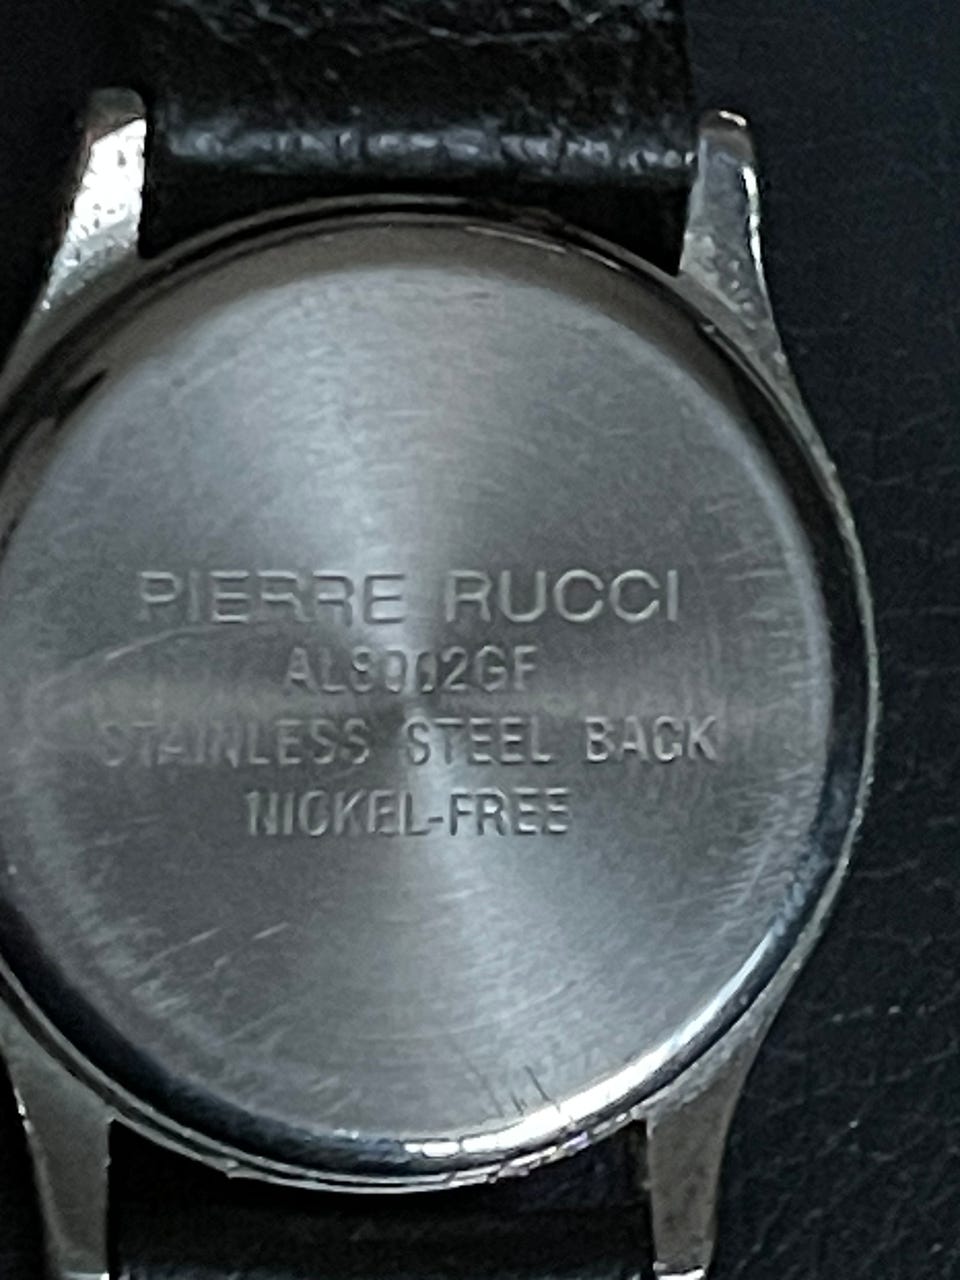 PIERRE RUCCI
AL8002GF
STAINLESS STEEL BACK
NICKEL-FREE